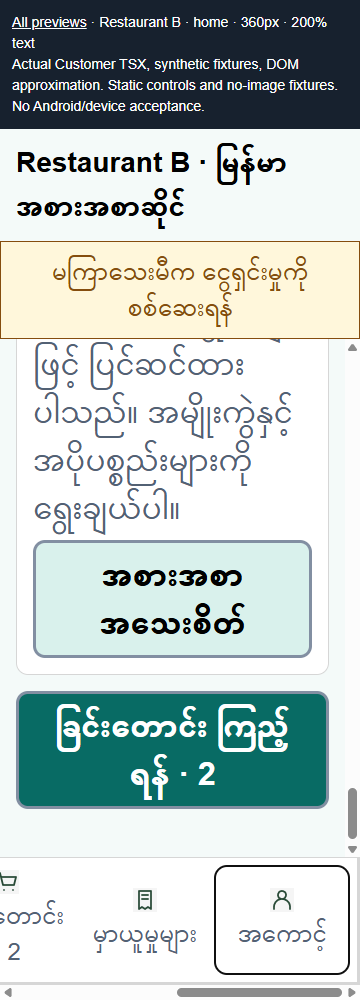 All previews · Restaurant B · home · 360px · 200%
text
Actual Customer TSX, synthetic fixtures, DOM
approximation. Static controls and no-image fixtures.
No Android/device acceptance.
Restaurant B · မြန်မာ
အစားအစာဆိုင်
မကြာသေးမီက ငွေရှင်းမှုကို
စစ်ဆေးရန်
ဖြင့် ပြင်ဆင်ထား
ပါသည်။ အမျိုးကွဲနှင့်
အပိုပစ္စည်းများကို
ရွေးချယ်ပါ။
အစားအစာ
အသေးစိတ်
ခြင်းတောင်း ကြည့်
ရန် · 2
တောင်း
2
မှာယူမှုများ
အကောင့်